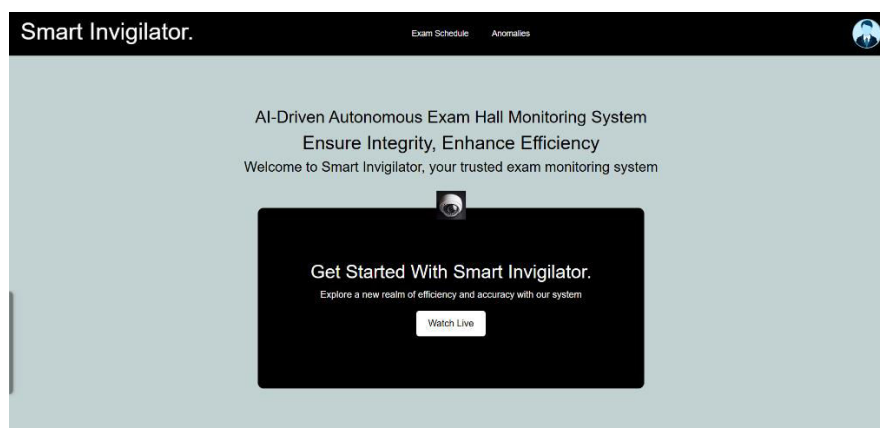 Smart Invigilator.
Exam Schedule Anomalies
AI-Driven Autonomous Exam Hall Monitoring System
Ensure Integrity, Enhance Efficiency
Welcome to Smart Invigilator, your trusted exam monitoring system
Get Started With Smart Invigilator.
Explore a new realm of efficiency and accuracy with our system
Watch Live